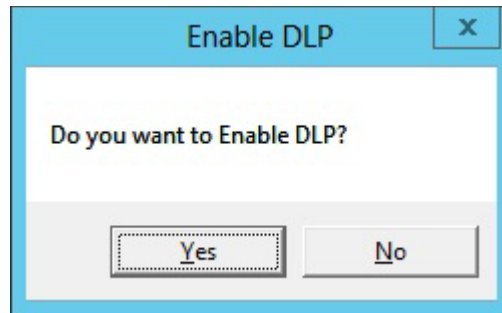 Enable DLP
x
Do you want to Enable DLP?
Yes
No